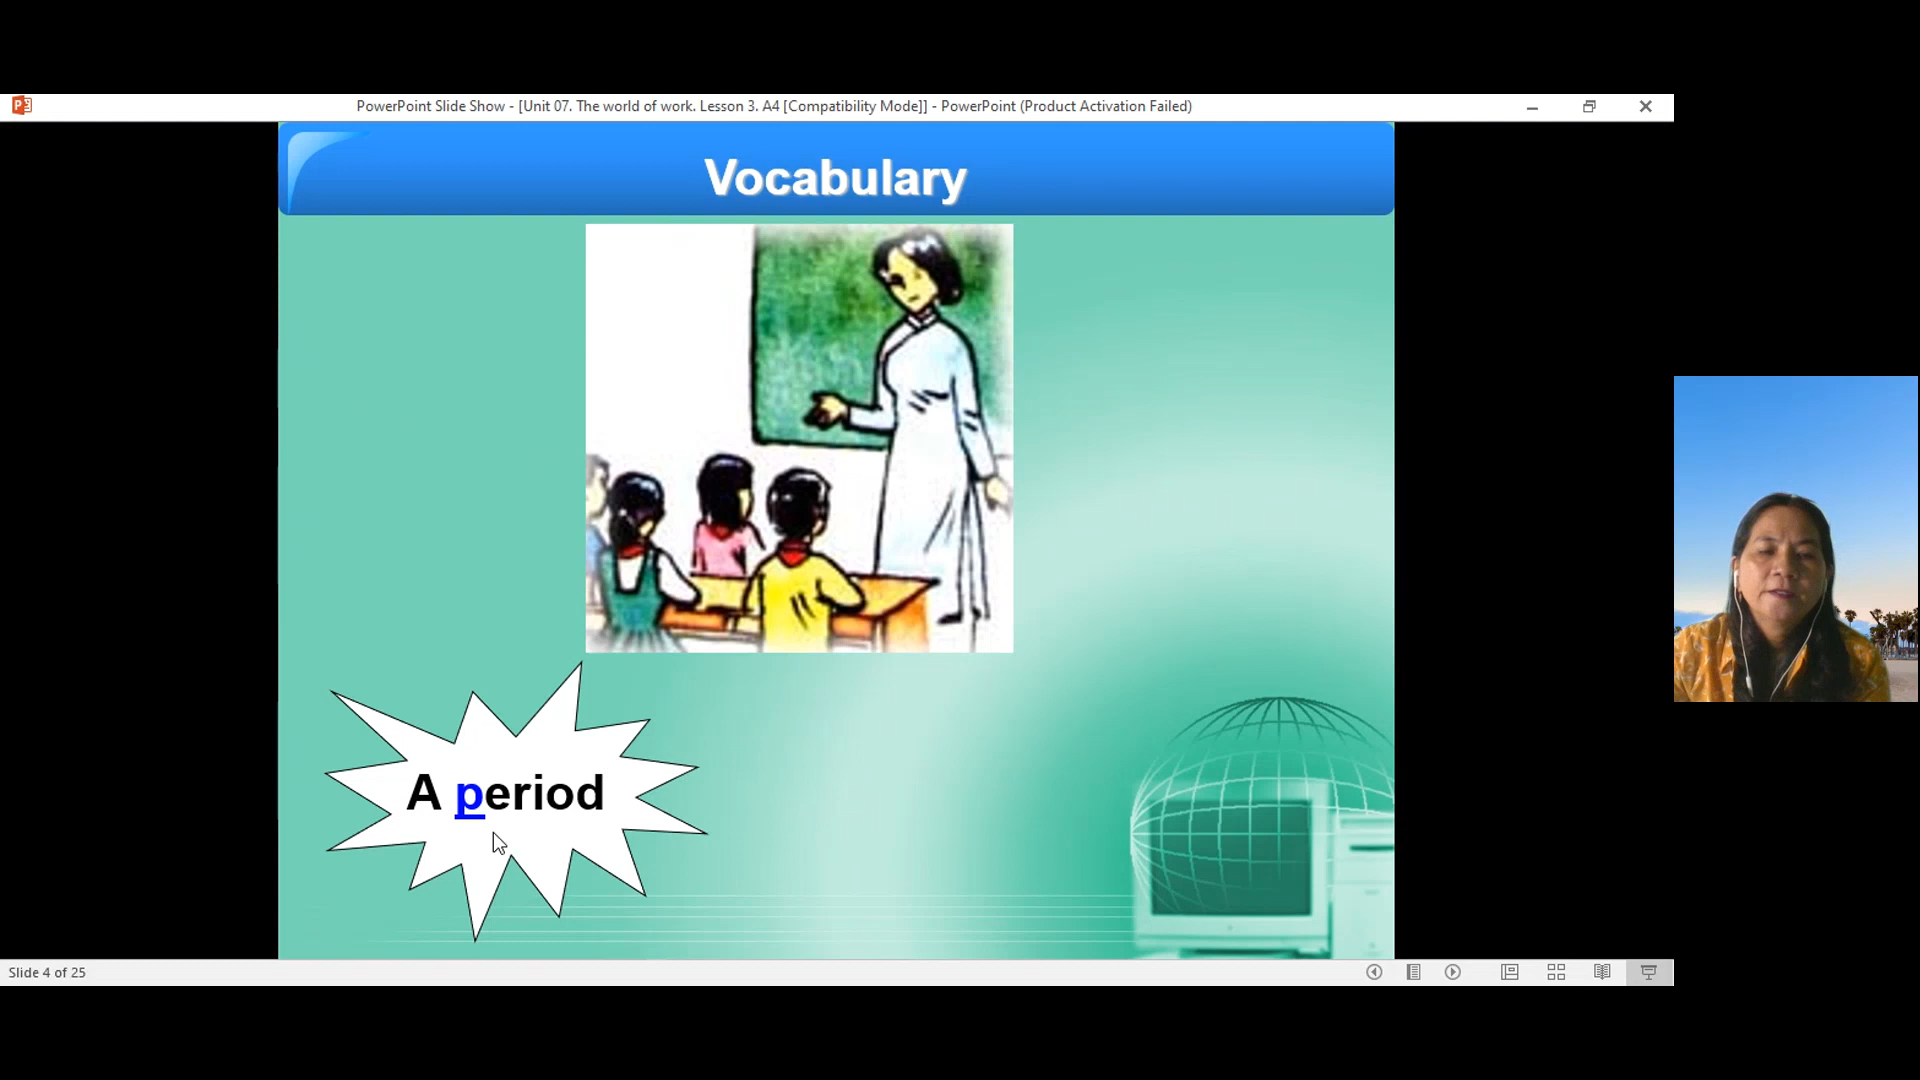 PowerPoint Slide Show - [Unit 07. The world of work. Lesson 3. A4 [Compatibility Mode]] - PowerPoint (Product Activation Failed)
Vocabulary
A period
Slide 4 of 25